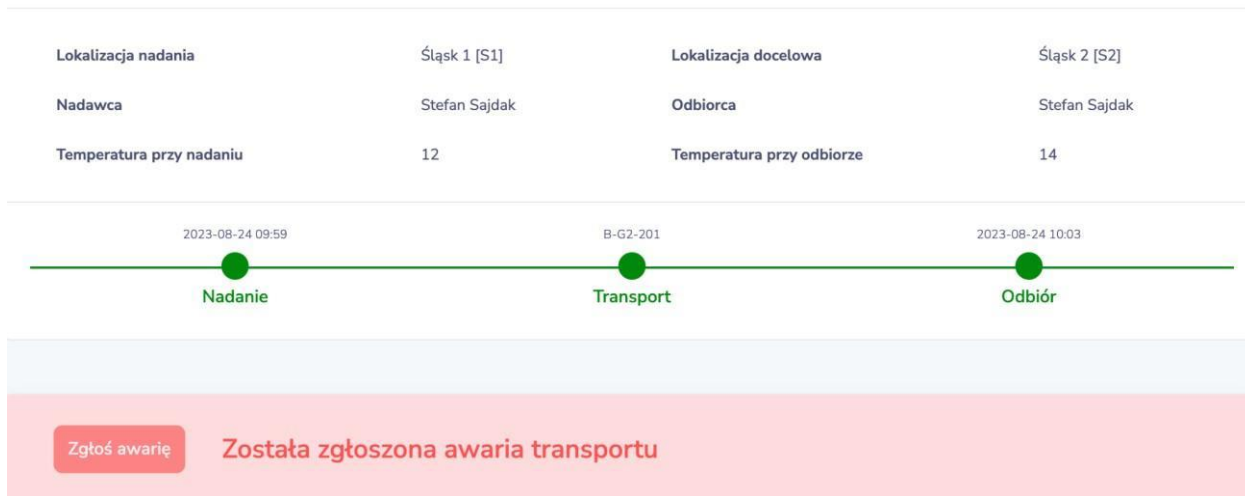 Lokalizacja nadania Śląsk 1 [S1] Lokalizacja docelowa Śląsk 2 [S2]
Nadawca Stefan Sajdak Odbiorca Stefan Sajdak
Temperatura przy nadaniu 12 Temperatura przy odbiorze 14
2023-08-24 09:59 B-G2-201 2023-08-24 10:03
Nadanie Transport Odbiór
Zgłoś awarię Została zgłoszona awaria transportu